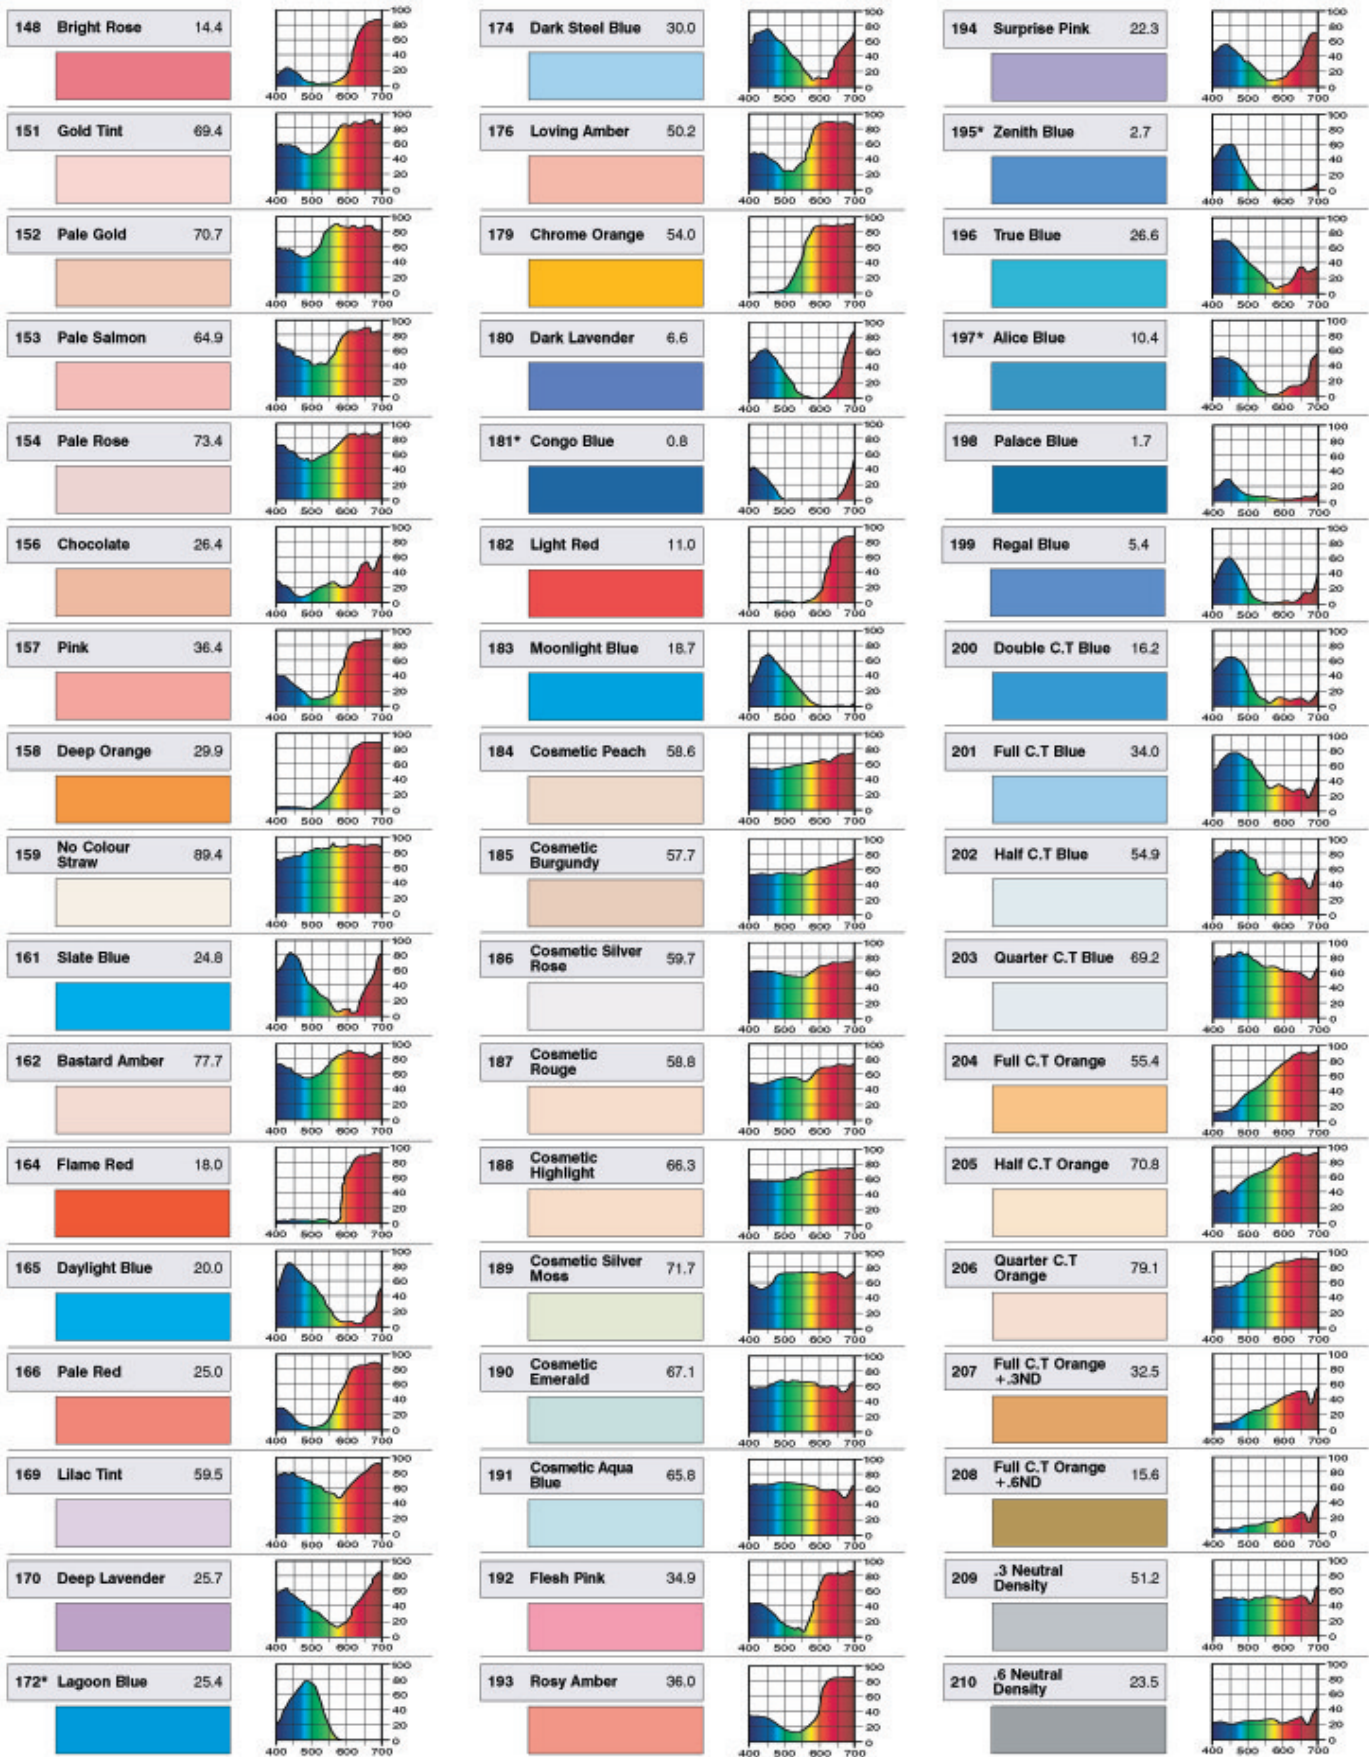 148 Bright Rose 14.4
151 Gold Tint 69.4
152 Pale Gold 70.7
153 Pale Salmon 64.9
154 Pale Rose 73.4
156 Chocolate 26.4
157 Pink 36.4
158 Deep Orange 29.9
159 No Colour
Straw 89.4
161 Slate Blue 24.8
162 Bastard Amber 77.7
164 Flame Red 18.0
165 Daylight Blue 20.0
166 Pale Red 25.0
169 Lilac Tint 59.5
170 Deep Lavender 25.7
172* Lagoon Blue 25.4
174 Dark Steel Blue 30.0
176 Loving Amber 50.2
179 Chrome Orange 54.0
180 Dark Lavender 6.6
181* Congo Blue 0.8
182 Light Red 11.0
183 Moonlight Blue 18.7
184 Cosmetic Peach 58.6
185 Cosmetic
Burgundy 57.7
186 Cosmetic Silver
Rose 59.7
187 Cosmetic
Rouge 58.8
188 Cosmetic
Highlight 66.3
189 Cosmetic Silver
Moss 71.7
190 Cosmetic
Emerald 67.1
191 Cosmetic Aqua
Blue 65.8
192 Flesh Pink 34.9
193 Rosy Amber 36.0
194 Surprise Pink 22.3
195* Zenith Blue 2.7
196 True Blue 26.6
197* Alice Blue 10.4
198 Palace Blue 1.7
199 Regal Blue 5.4
200 Double C.T Blue 16.2
201 Full C.T Blue 34.0
202 Half C.T Blue 54.9
203 Quarter C.T Blue 69.2
204 Full C.T Orange 55.4
205 Half C.T Orange 70.8
206 Quarter C.T
Orange 79.1
207 Full C.T Orange
+.3ND 32.5
208 Full C.T Orange
+.6ND 15.6
209 .3 Neutral
Density 51.2
210 .6 Neutral
Density 23.5